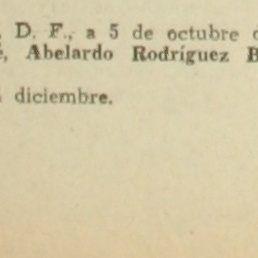 D. F., a 5 de octubre
Abelardo Rodríguez
diciembre.